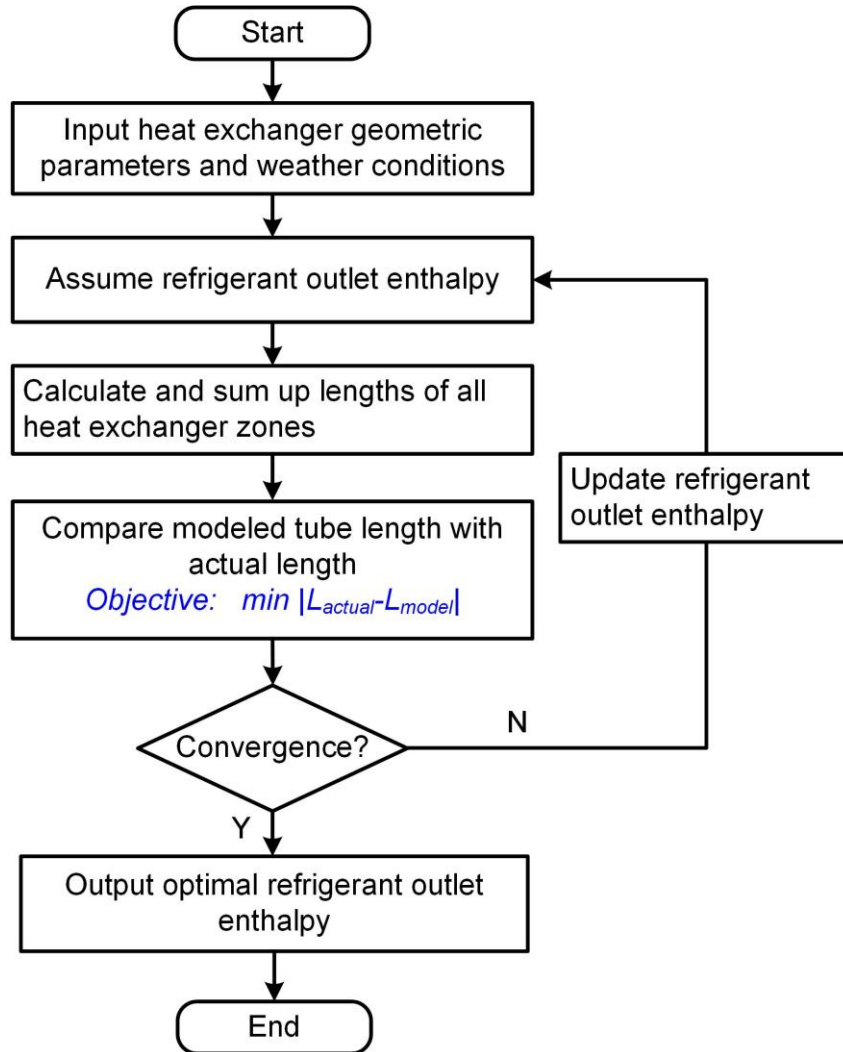 Start
Input heat exchanger geometric
parameters and weather conditions
Assume refrigerant outlet enthalpy
Calculate and sum up lengths of all
heat exchanger zones
Update refrigerant
outlet enthalpy
Compare modeled tube length with
actual length
Objective: min |Lactual-Lmodel|
Convergence?
N
Y
Output optimal refrigerant outlet
enthalpy
End